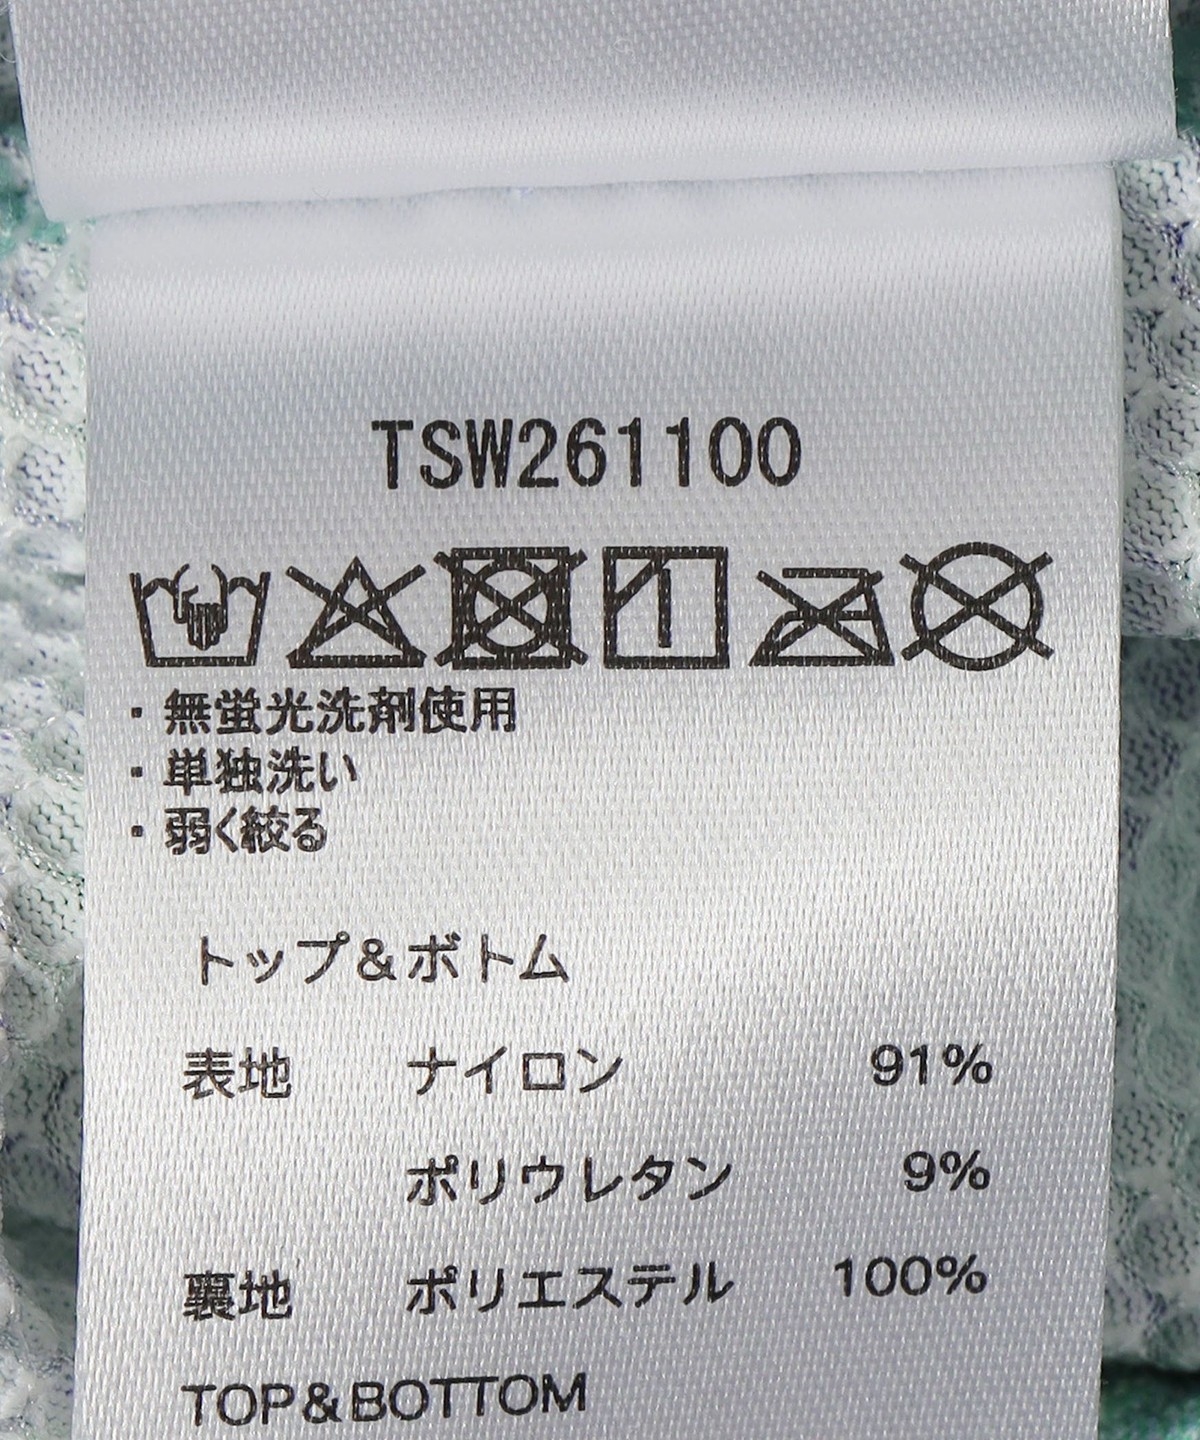 TSW261100
・無蛍光洗剤使用
・単独洗い
・弱く絞る
トップ&ボトム
表地 ナイロン 91%
ポリウレタン 9%
裏地 ポリエステル 100%
TOP&BOTTOM